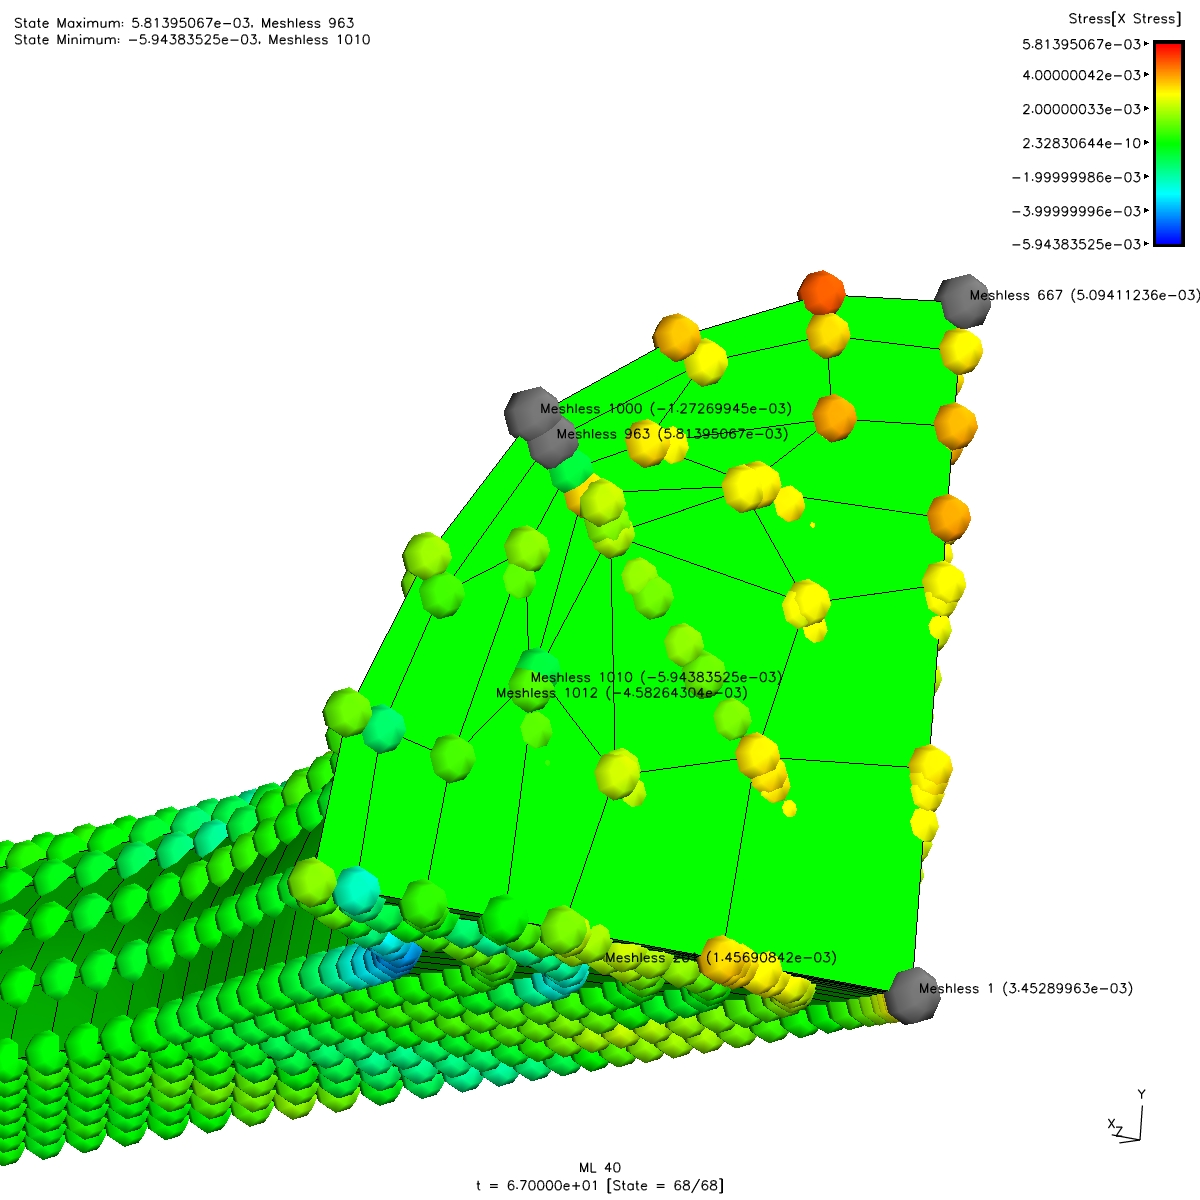 State Maximum: 5.81395067e-03, Meshless 963
State Minimum: -5.94383525e-03, Meshless 1010
Stress[X Stress]
5.81395067e-03
4.00000042e-03
2.00000033e-03
2.32830644e-10
-1.99999986e-03
-3.99999996e-03
-5.94383525e-03
Meshless 667 (5.09411236e-03)
Meshless 1000 (-1.27269945e-03)
Meshless 963 (5.81395067e-03)
Meshless 1010 (-5.94383525e-03)
Meshless 1012 (-4.58264304e-03)
Meshless 201 (1.45690842e-03)
Meshless 1 (3.45289963e-03)
Y
X
Z
ML 40
t = 6.70000e+01 [State = 68/68]